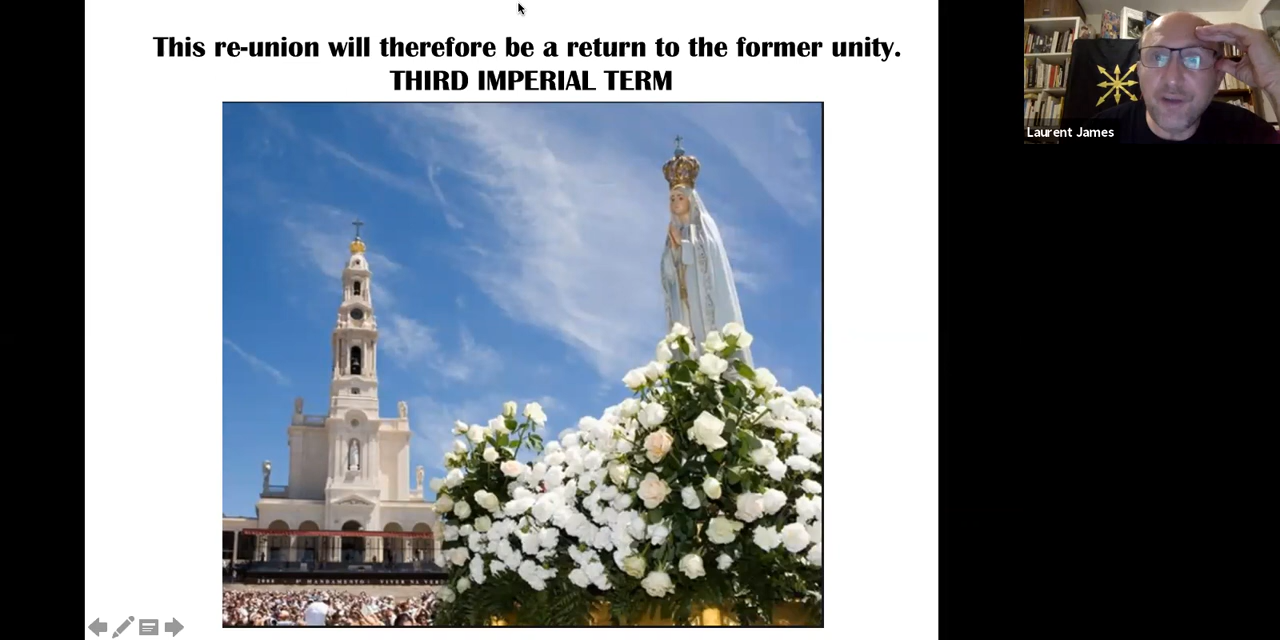 This re-union will therefore be a return to the former unity.
THIRD IMPERIAL TERM
Laurent James